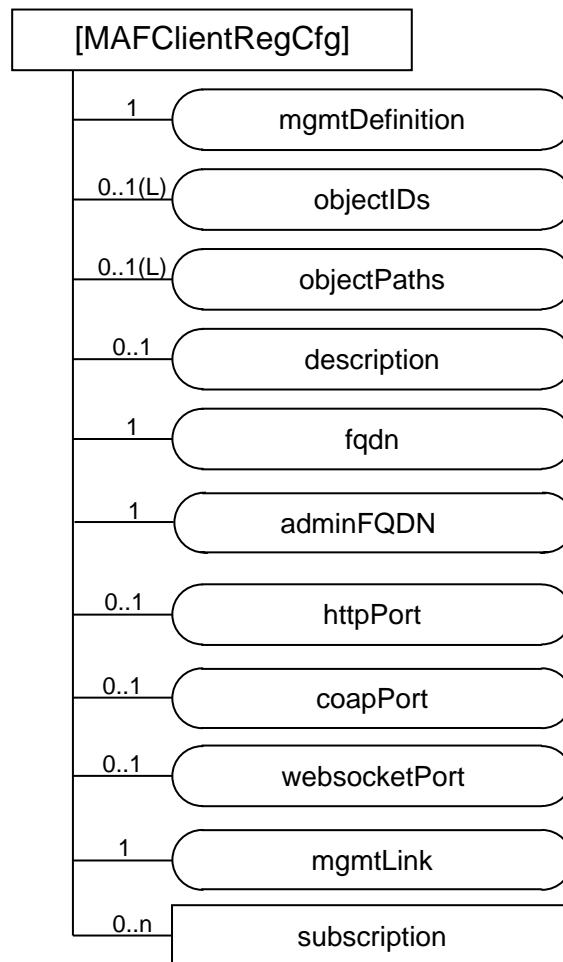 [MAFClientRegCfg]
1
mgmtDefinition
0..1(L)
objectIDs
0..1(L)
objectPaths
0..1
description
1
fqdn
1
adminFQDN
0..1
httpPort
0..1
coapPort
0..1
websocketPort
1
mgmtLink
0..n
subscription